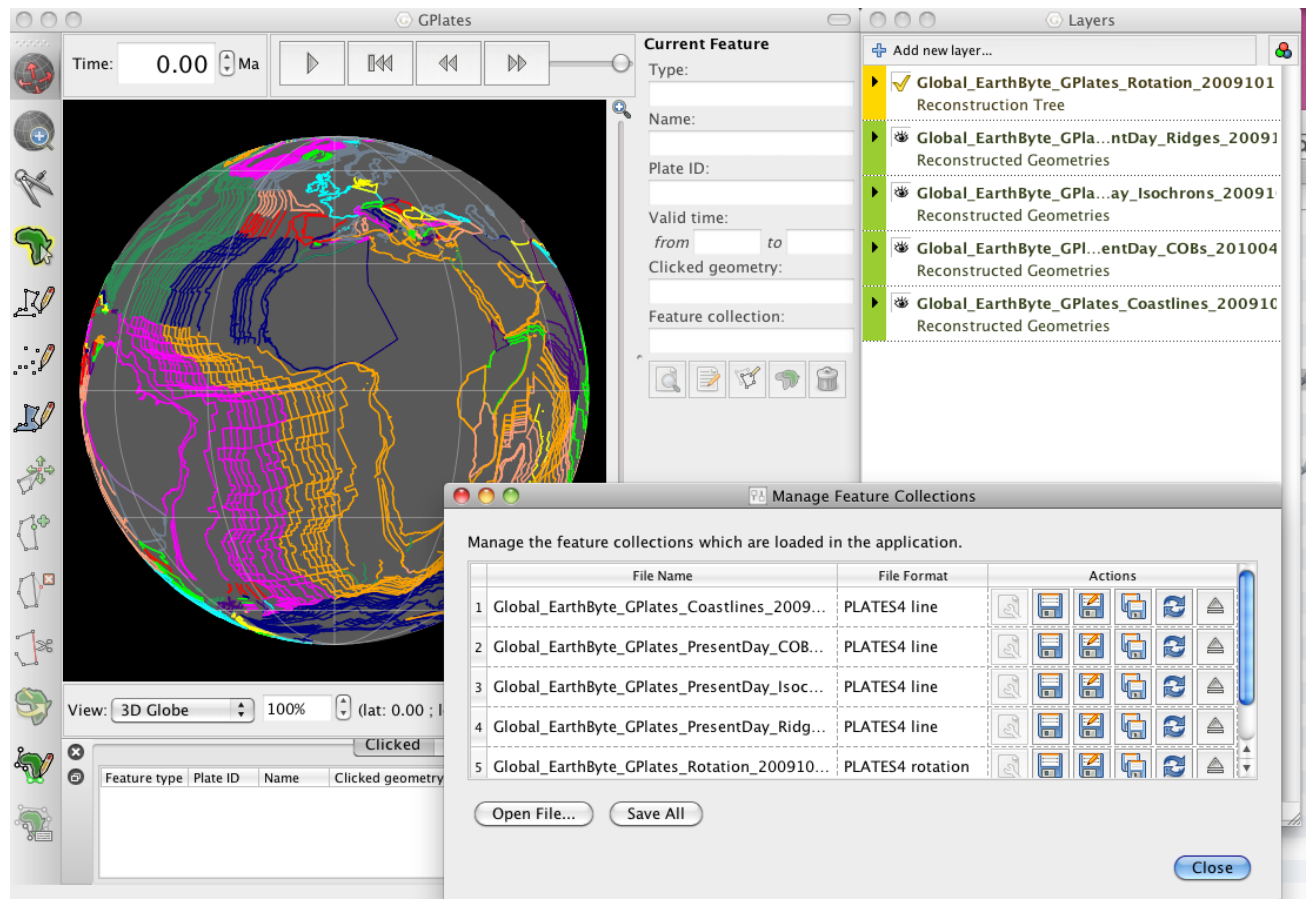 GPlates
Time: 0.00 Ma
Current Feature
Type:
Name:
Plate ID:
Valid time:
from to
Clicked geometry:
Feature collection:
View: 3D Globe 100% (lat: 0.00 ; l
Clicked
Feature type Plate ID Name Clicked geometry
Layers
Add new layer...
Global_EarthByte_GPlates_Rotation_2009101
Reconstruction Tree
Global_EarthByte_GPla...ntDay_Ridges_20091
Reconstructed Geometries
Global_EarthByte_GPla...ay_Isochrons_20091
Reconstructed Geometries
Global_EarthByte_GPl...entDay_COBs_201004
Reconstructed Geometries
Global_EarthByte_GPlates_Coastlines_200910
Reconstructed Geometries
Manage Feature Collections
Manage the feature collections which are loaded in the application.
File Name File Format Actions
1 Global_EarthByte_GPlates_Coastlines_2009... PLATES4 line
2 Global_EarthByte_GPlates_PresentDay_COB... PLATES4 line
3 Global_EarthByte_GPlates_PresentDay_Isoc... PLATES4 line
4 Global_EarthByte_GPlates_PresentDay_Ridg... PLATES4 line
5 Global_EarthByte_GPlates_Rotation_200910... PLATES4 rotation
Open File... Save All
Close